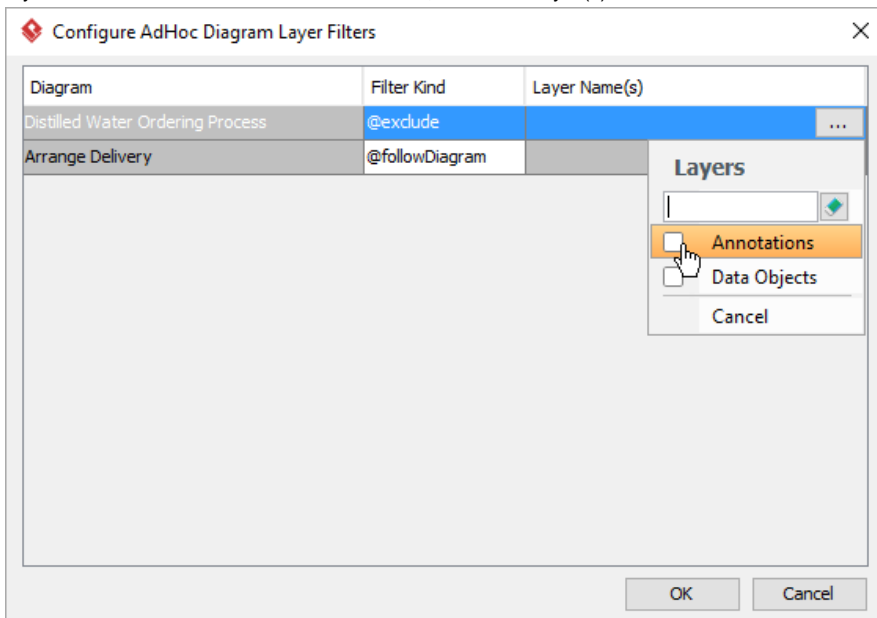 Configure AdHoc Diagram Layer Filters
Diagram Filter Kind Layer Name(s)
Distilled Water Ordering Process @exclude ...
Arrange Delivery @followDiagram
Layers
Annotations
Data Objects
Cancel
OK Cancel